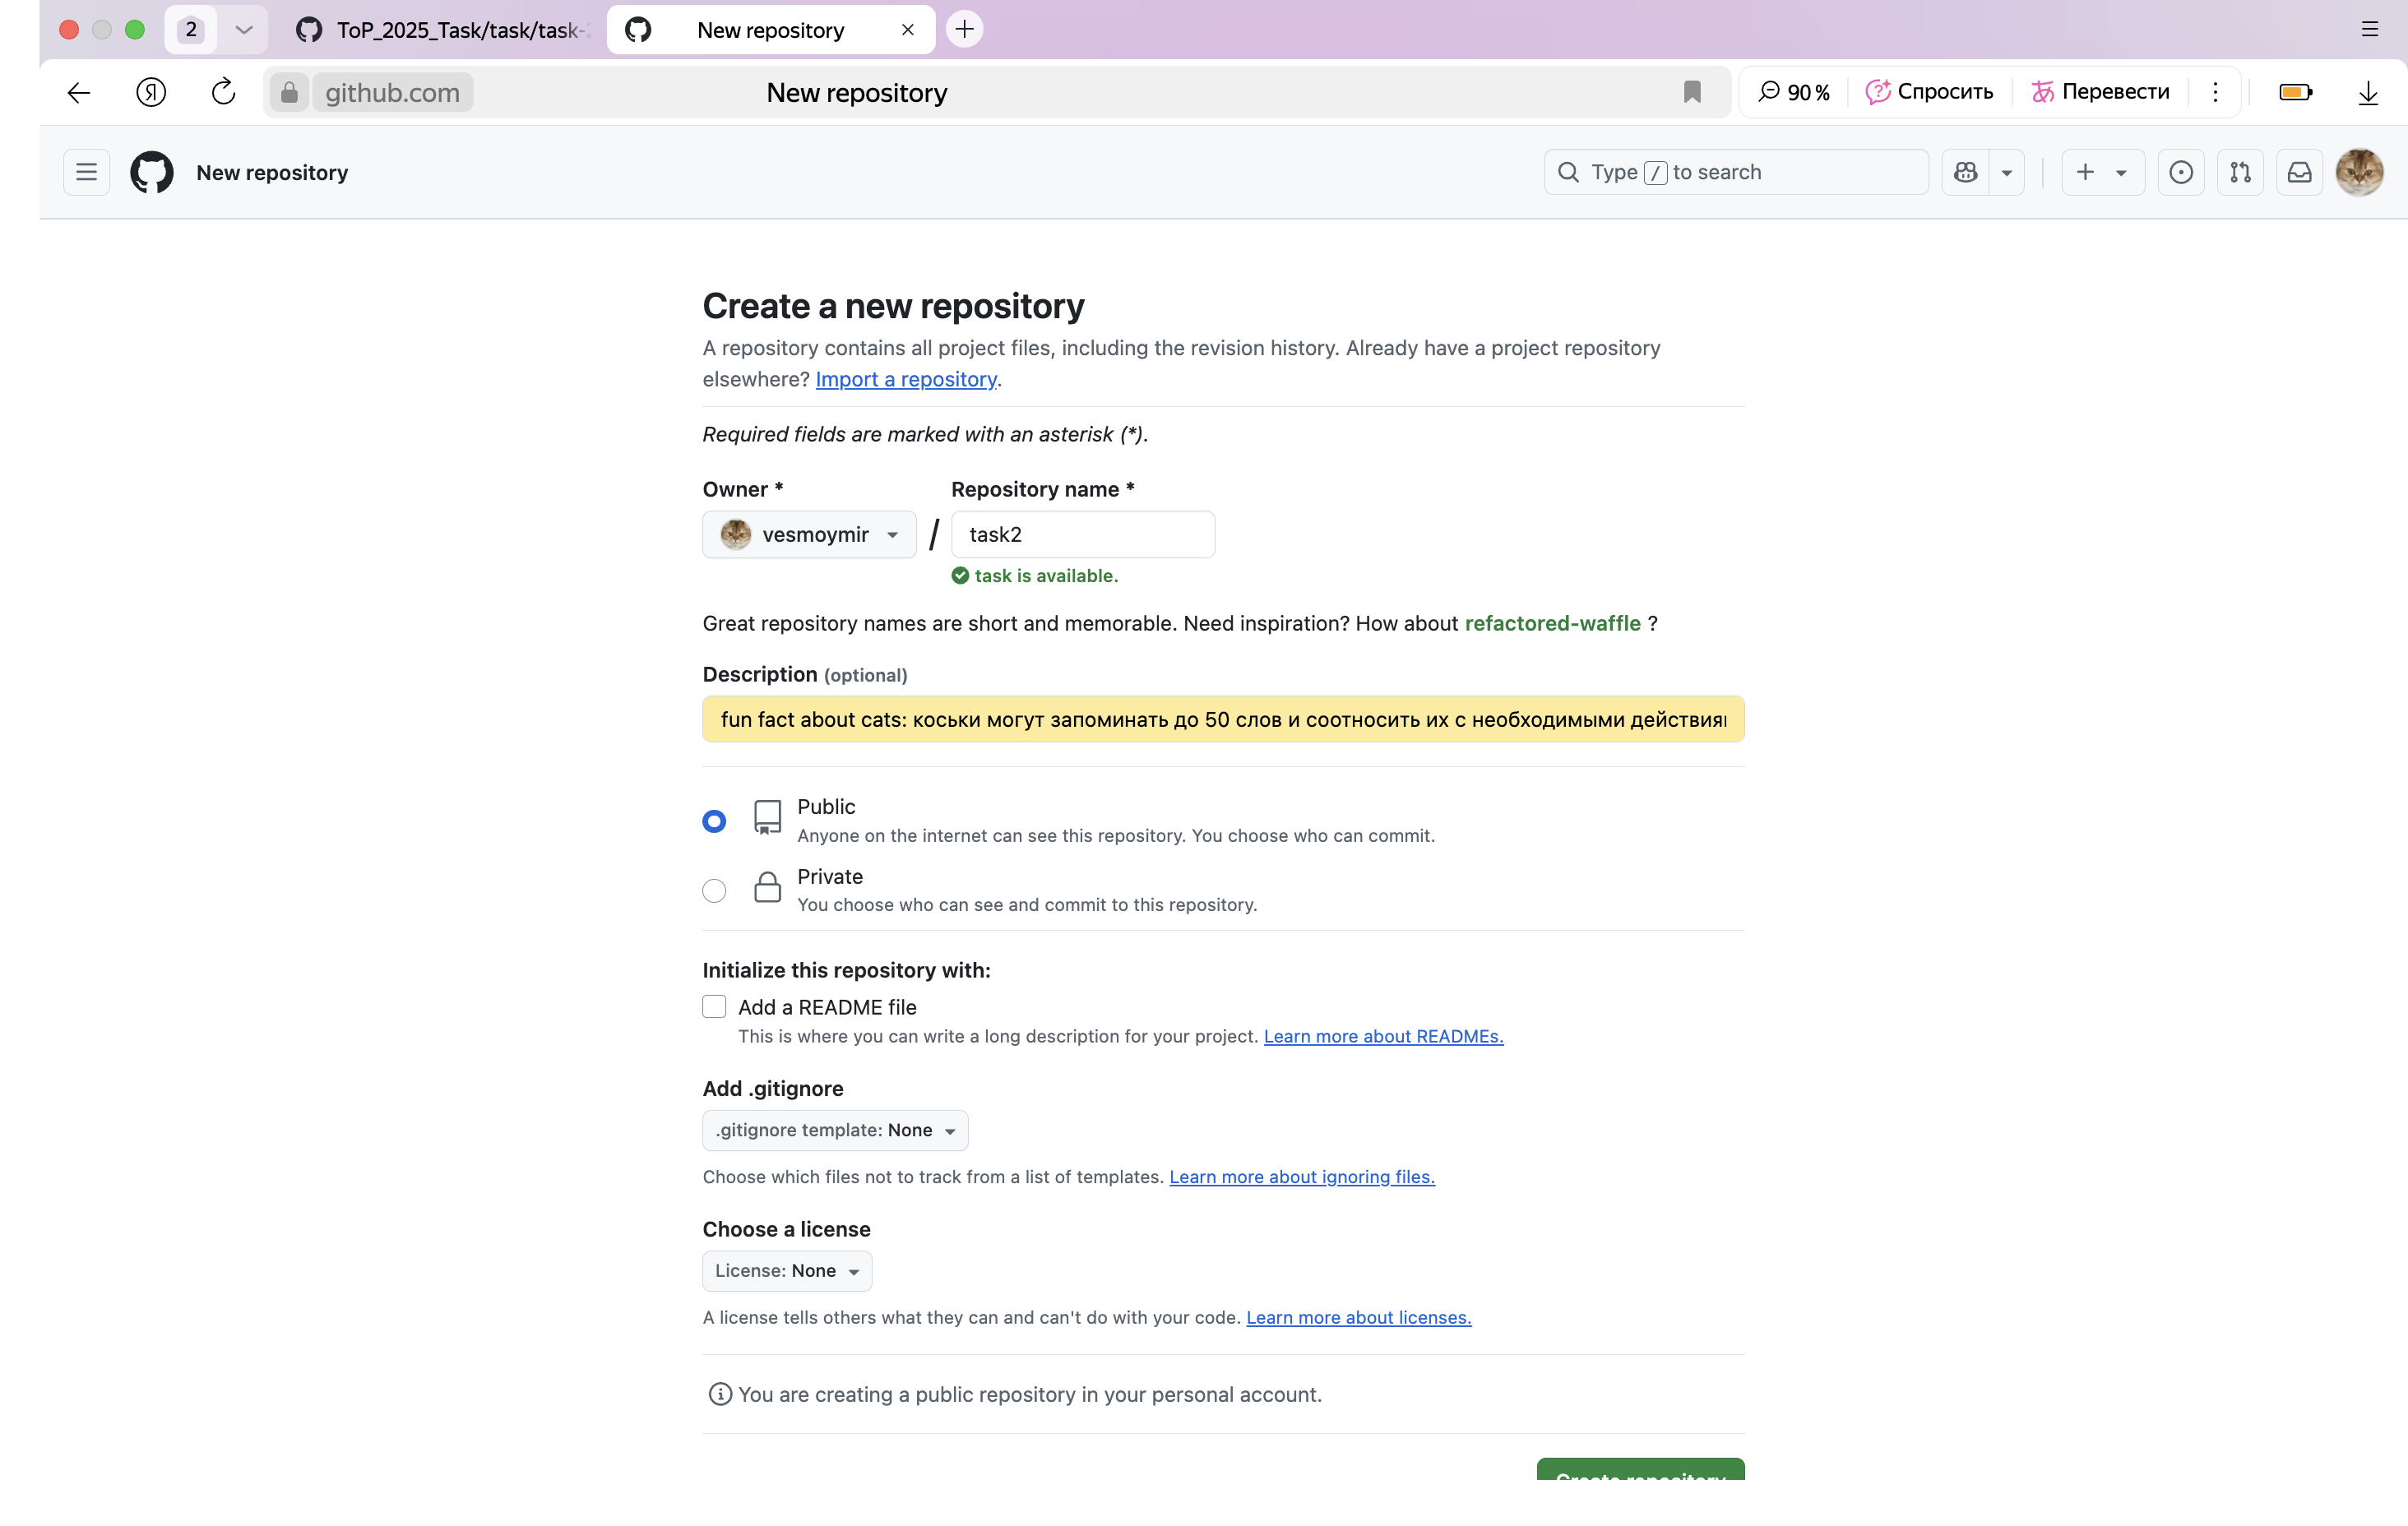 2
ToP_2025_Task/task/task-2
New repository
Я
github.com
New repository
90 %
Спросить
Перевести
New repository
Type / to search
Create a new repository
A repository contains all project files, including the revision history. Already have a project repository
elsewhere? Import a repository.
Required fields are marked with an asterisk (*).
Owner *
Repository name *
vesmoymir
/
task2
task is available.
Great repository names are short and memorable. Need inspiration? How about refactored-waffle ?
Description (optional)
fun fact about cats: коськи могут запоминать до 50 слов и соотносить их с необходимыми действиям
Public
Anyone on the internet can see this repository. You choose who can commit.
Private
You choose who can see and commit to this repository.
Initialize this repository with:
Add a README file
This is where you can write a long description for your project. Learn more about READMEs.
Add .gitignore
.gitignore template: None
Choose which files not to track from a list of templates. Learn more about ignoring files.
Choose a license
License: None
A license tells others what they can and can't do with your code. Learn more about licenses.
You are creating a public repository in your personal account.
Create repository